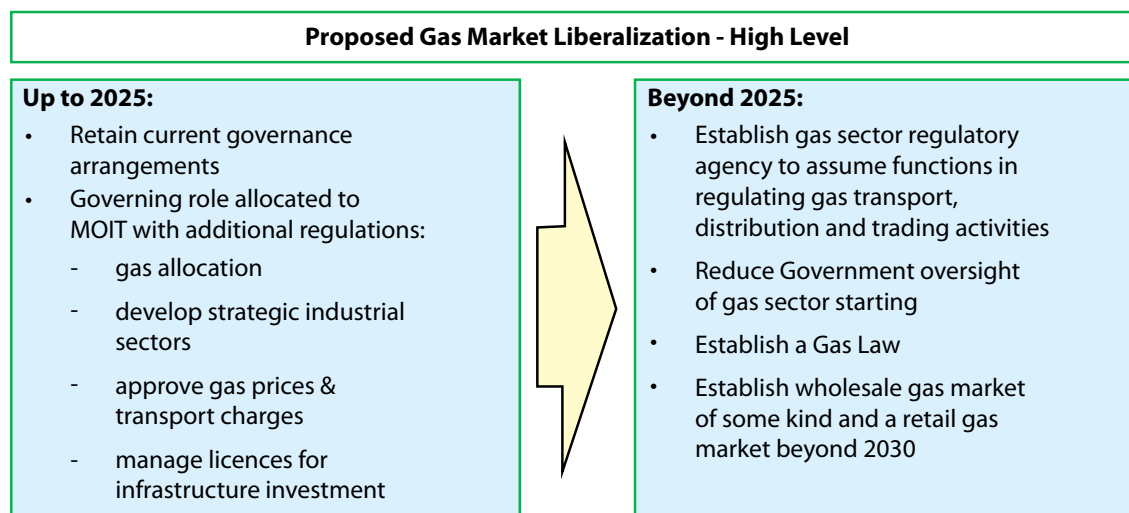 Proposed Gas Market Liberalization - High Level
Up to 2025:
• Retain current governance
arrangements
• Governing role allocated to
MOIT with additional regulations:
- gas allocation
- develop strategic industrial
sectors
- approve gas prices &
transport charges
- manage licences for
infrastructure investment
Beyond 2025:
• Establish gas sector regulatory
agency to assume functions in
regulating gas transport,
distribution and trading activities
• Reduce Government oversight
of gas sector starting
• Establish a Gas Law
• Establish wholesale gas market
of some kind and a retail gas
market beyond 2030